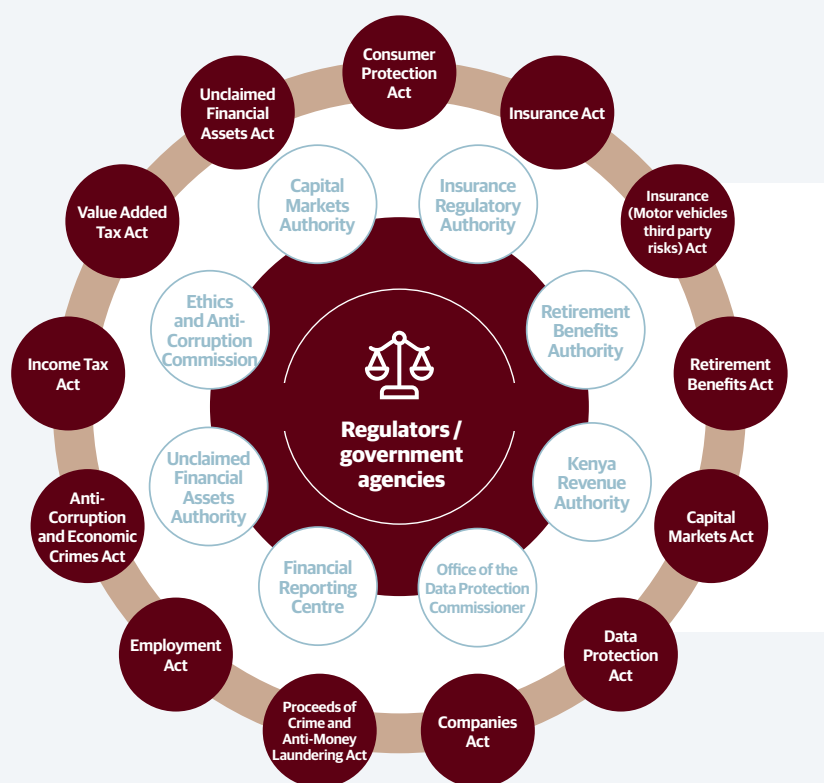 Consumer
Protection
Act
Insurance Act
Insurance
(Motor vehicles
third party
risks) Act
Retirement
Benefits Act
Capital
Markets Act
Data
Protection
Act
Companies
Act
Proceeds of
Crime and
Anti-Money
Laundering Act
Employment
Act
Anti-
Corruption
and Economic
Crimes Act
Income Tax
Act
Value Added
Tax Act
Unclaimed
Financial
Assets Act
Capital
Markets
Authority
Insurance
Regulatory
Authority
Retirement
Benefits
Authority
Kenya
Revenue
Authority
Office of the
Data Protection
Commissioner
Financial
Reporting
Centre
Unclaimed
Financial
Assets
Authority
Ethics
and Anti-
Corruption
Commission
Regulators /
government
agencies